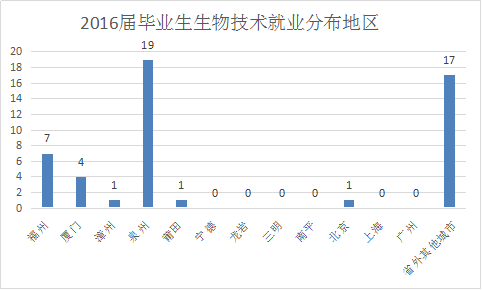 2016届毕业生生物技术就业分布地区
20
18
16
14
12
10
8
6
4
2
0
7
4
1
19
1
0
0
0
0
1
0
0
17
福州
厦门
漳州
泉州
莆田
宁德
龙岩
三明
南平
北京
上海
广州
省外其他城市